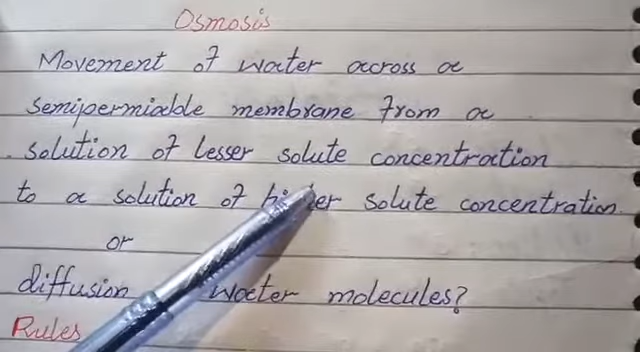 Osmosis
Movement of water across a
semipermiable membrane from a
solution of lesser solute concentration
to a solution of solute concentration.
or
diffusion water molecules?
Rules